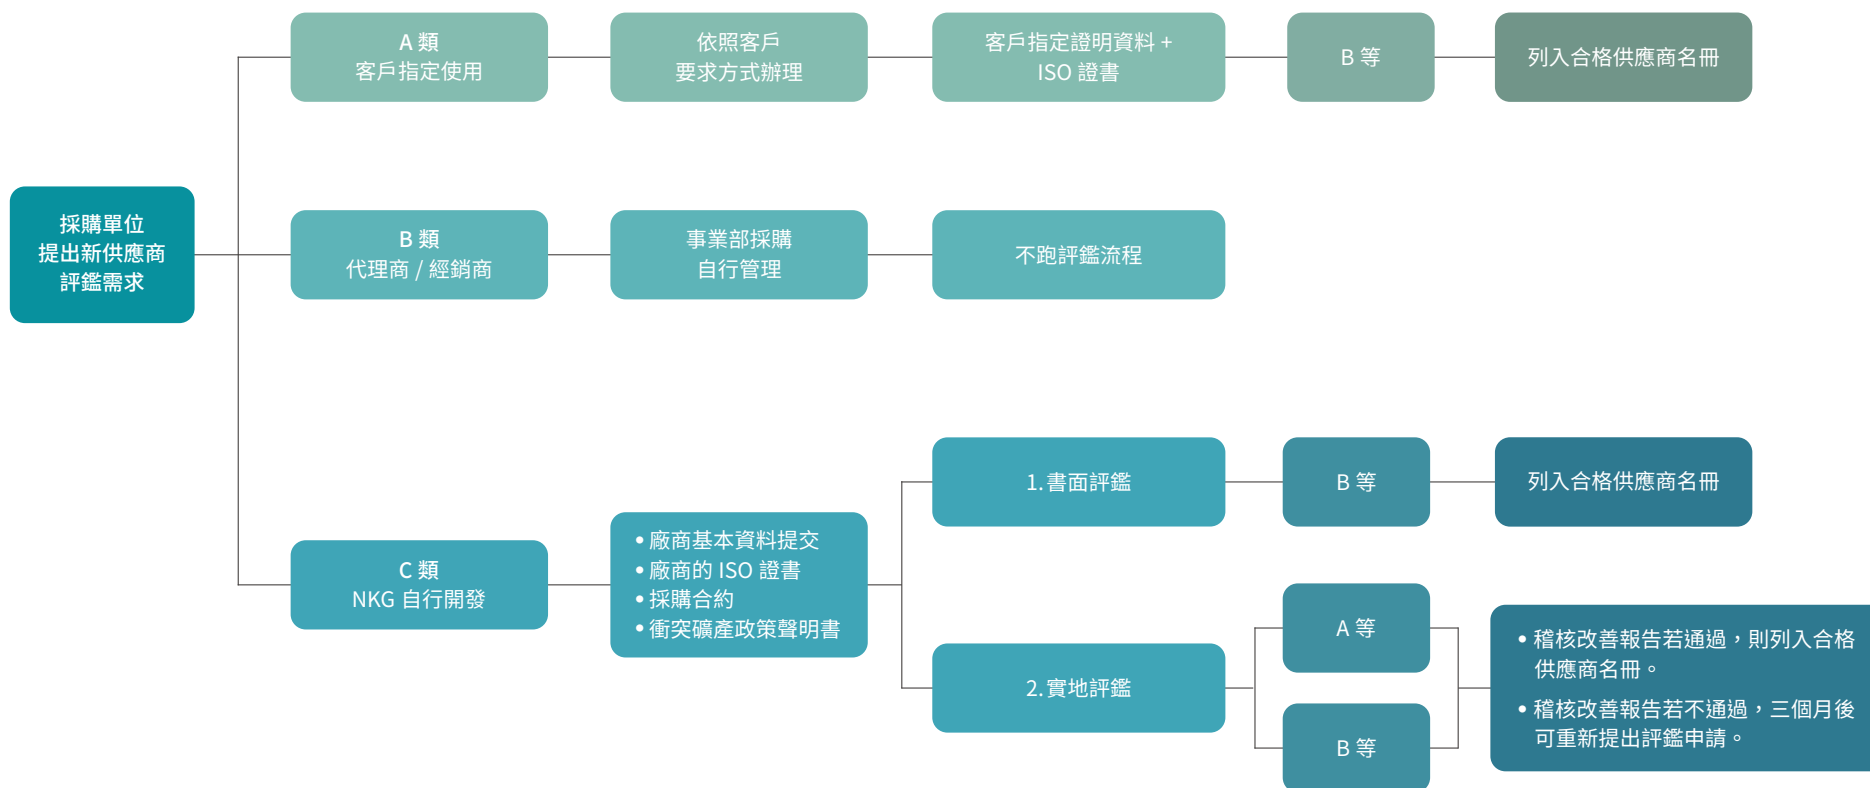 採購單位
提出新供應商
評鑑需求
A 類
客戶指定使用
依照客戶
要求方式辦理
客戶指定證明資料 +
ISO 證書
B 等
列入合格供應商名冊
B 類
代理商 / 經銷商
事業部採購
自行管理
不跑評鑑流程
C 類
NKG 自行開發
• 廠商基本資料提交
• 廠商的 ISO 證書
• 採購合約
• 衝突礦產政策聲明書
1. 書面評鑑
B 等
列入合格供應商名冊
2. 實地評鑑
A 等
B 等
• 稽核改善報告若通過,則列入合格
供應商名冊。
• 稽核改善報告若不通過,三個月後
可重新提出評鑑申請。